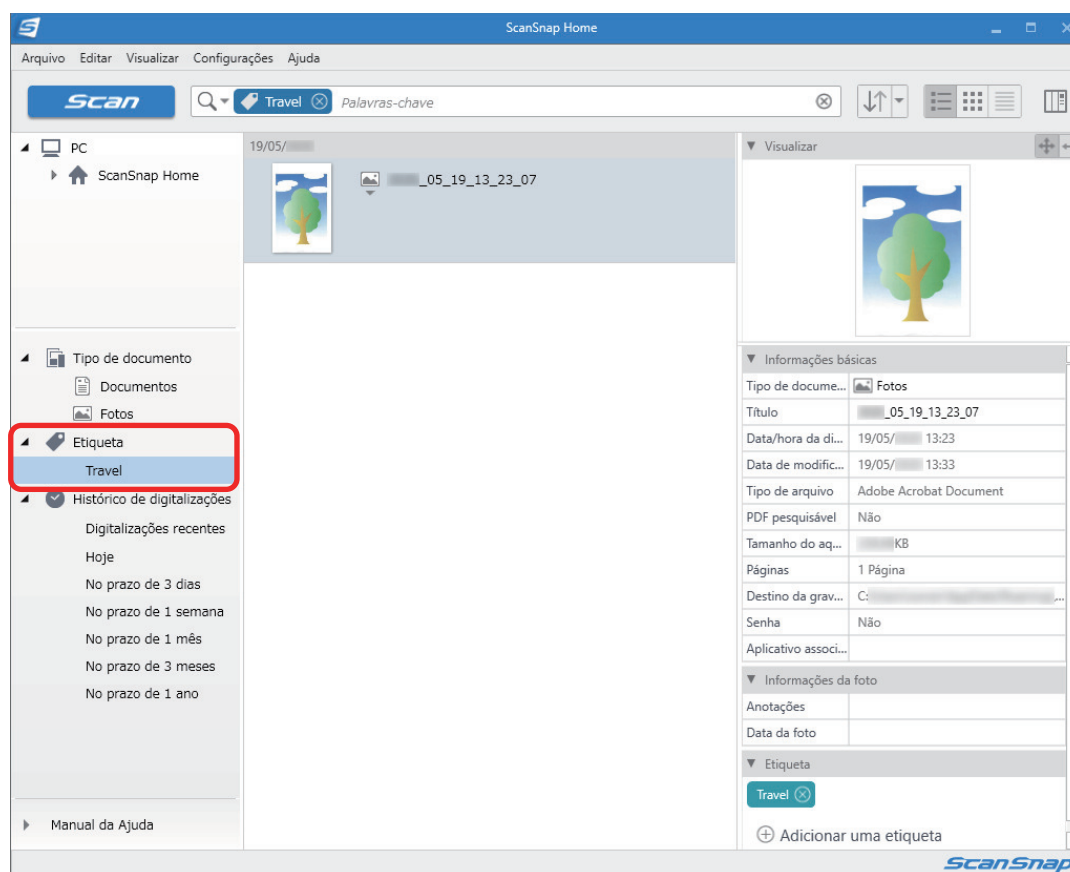 ScanSnap Home
Arquivo Editar Visualizar Configurações Ajuda
Scan
Travel Palavras-chave
PC
ScanSnap Home
Tipo de documento
Documentos
Fotos
Etiqueta
Travel
Histórico de digitalizações
Digitalizações recentes
Hoje
No prazo de 3 dias
No prazo de 1 semana
No prazo de 1 mês
No prazo de 3 meses
No prazo de 1 ano
Manual da Ajuda
19/05/
_05_19_13_23_07
Visualizar
Informações básicas
Tipo de docume... Fotos
Título _05_19_13_23_07
Data/hora da di... 19/05/ 13:23
Data de modific... 19/05/ 13:33
Tipo de arquivo Adobe Acrobat Document
PDF pesquisável Não
Tamanho do aq... KB
Páginas 1 Página
Destino da grav... C: ...
Senha Não
Aplicativo associ...
Informações da foto
Anotações
Data da foto
Etiqueta
Travel
Adicionar uma etiqueta
ScanSnap